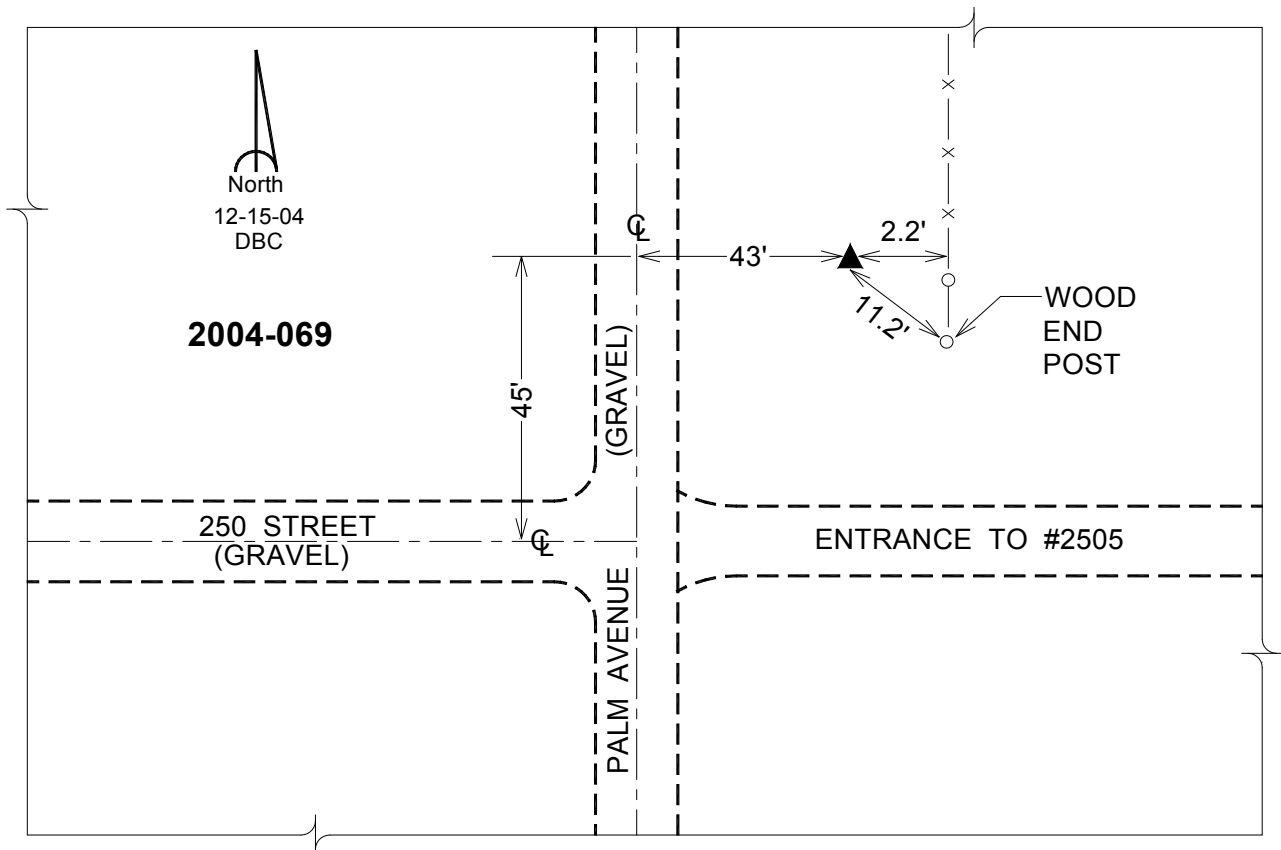 North
12-15-04
DBC
2004-069
℄
43'
2.2'
11.2'
WOOD
END
POST
45'
(GRAVEL)
250 STREET
(GRAVEL)
℄
ENTRANCE TO #2505
PALM AVENUE